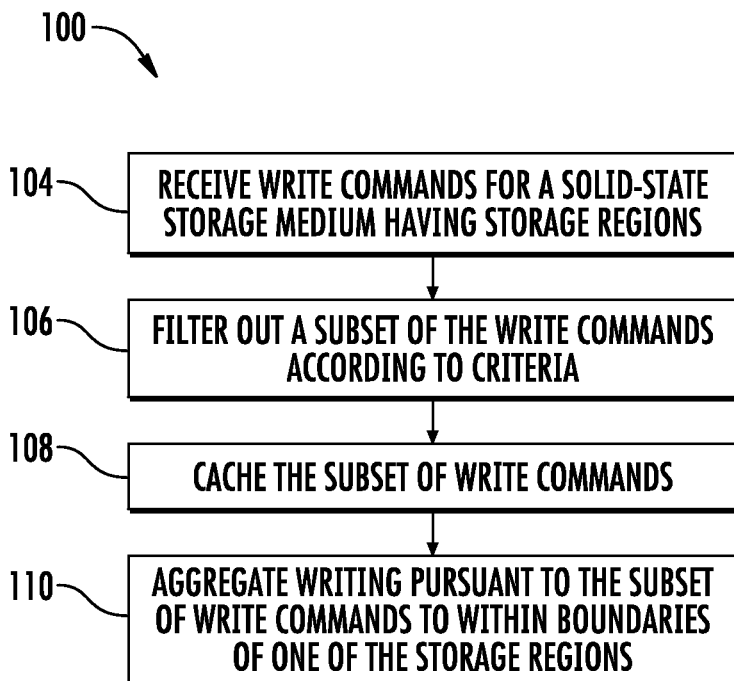 100
104
RECEIVE WRITE COMMANDS FOR A SOLID-STATE
STORAGE MEDIUM HAVING STORAGE REGIONS
106
FILTER OUT A SUBSET OF THE WRITE COMMANDS
ACCORDING TO CRITERIA
108
CACHE THE SUBSET OF WRITE COMMANDS
110
AGGREGATE WRITING PURSUANT TO THE SUBSET
OF WRITE COMMANDS TO WITHIN BOUNDARIES
OF ONE OF THE STORAGE REGIONS